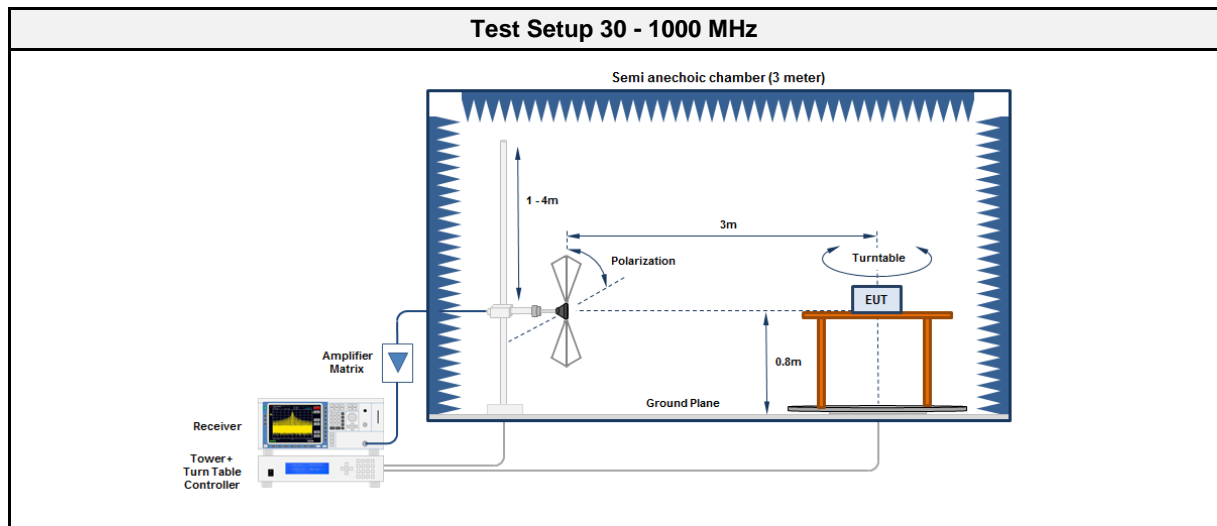 Test Setup 30 - 1000 MHz
Semi anechoic chamber (3 meter)
1 - 4m
3m
Polarization
Turntable
EUT
Amplifier
Matrix
0.8m
Ground Plane
Receiver
Tower+
Turn Table
Controller